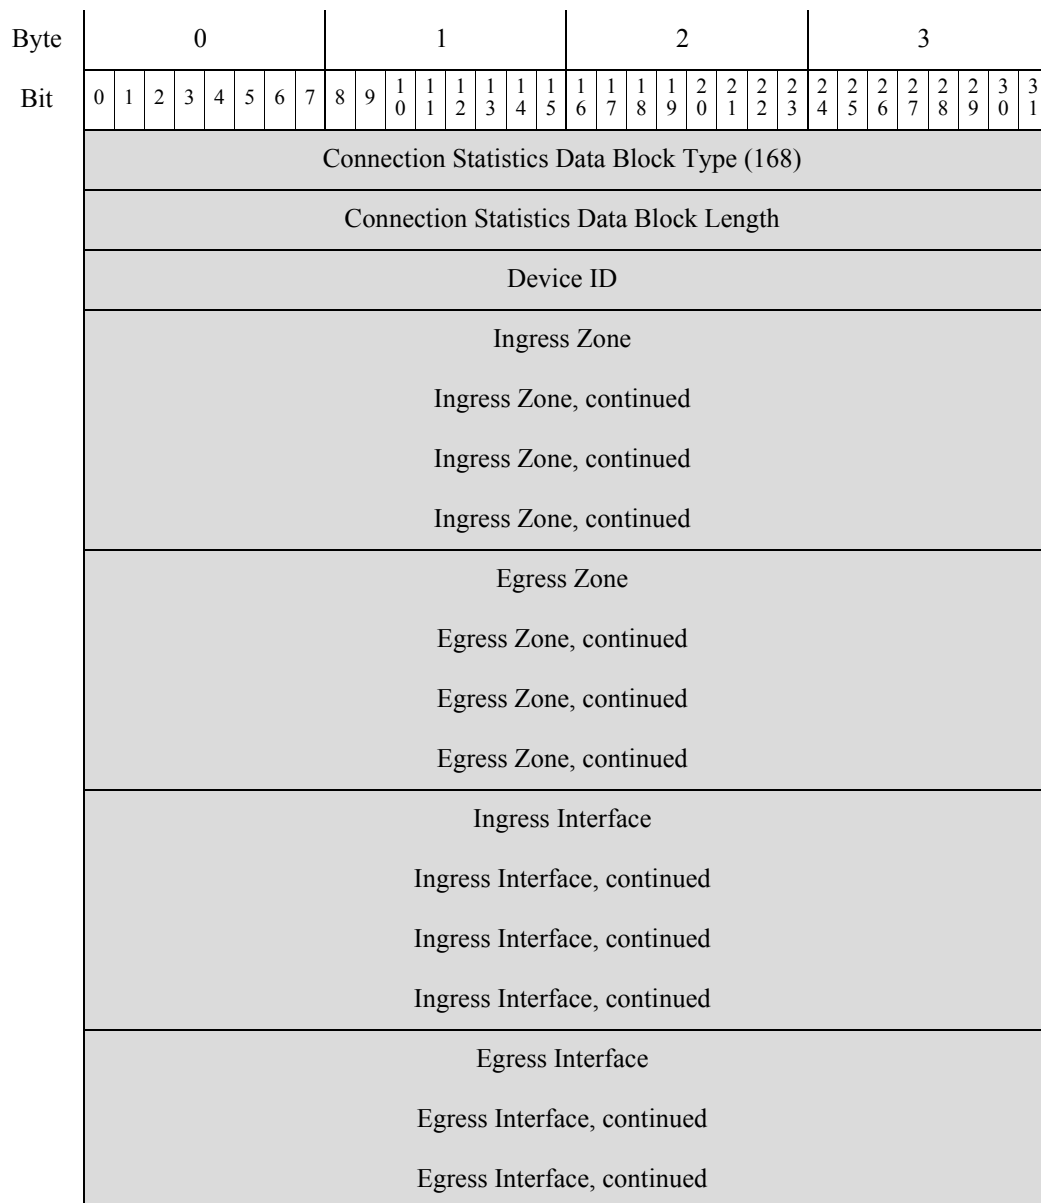 Byte 0 1 2 3
Bit 0 1 2 3 4 5 6 7 8 9 10 11 12 13 14 15 16 17 18 19 20 21 22 23 24 25 26 27 28 29 30 31
Connection Statistics Data Block Type (168)
Connection Statistics Data Block Length
Device ID
Ingress Zone
Ingress Zone, continued
Ingress Zone, continued
Ingress Zone, continued
Egress Zone
Egress Zone, continued
Egress Zone, continued
Egress Zone, continued
Ingress Interface
Ingress Interface, continued
Ingress Interface, continued
Ingress Interface, continued
Egress Interface
Egress Interface, continued
Egress Interface, continued